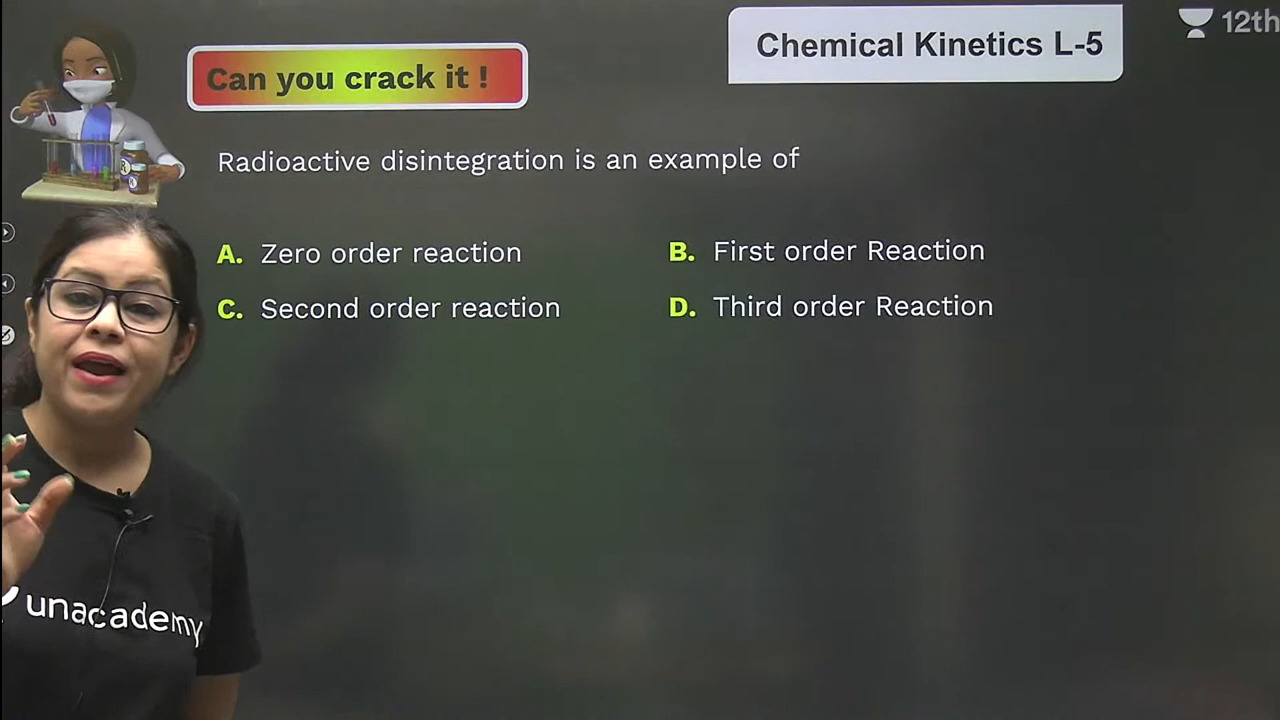 Chemical Kinetics L-5
12th
Can you crack it !
Radioactive disintegration is an example of
A. Zero order reaction
B. First order Reaction
C. Second order reaction
D. Third order Reaction
unacademy